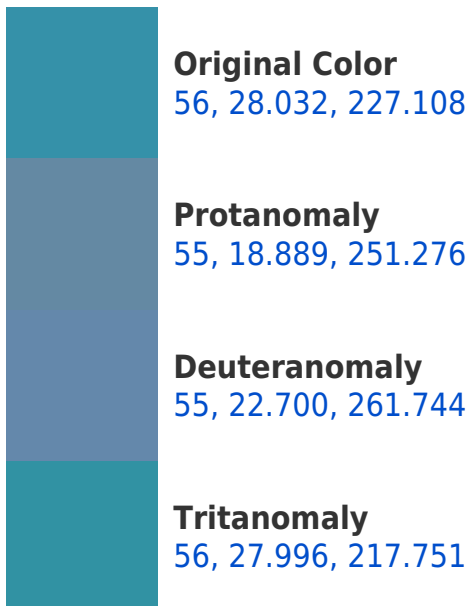 Original Color
56, 28.032, 227.108
Protanomaly
55, 18.889, 251.276
Deuteranomaly
55, 22.700, 261.744
Tritanomaly
56, 27.996, 217.751